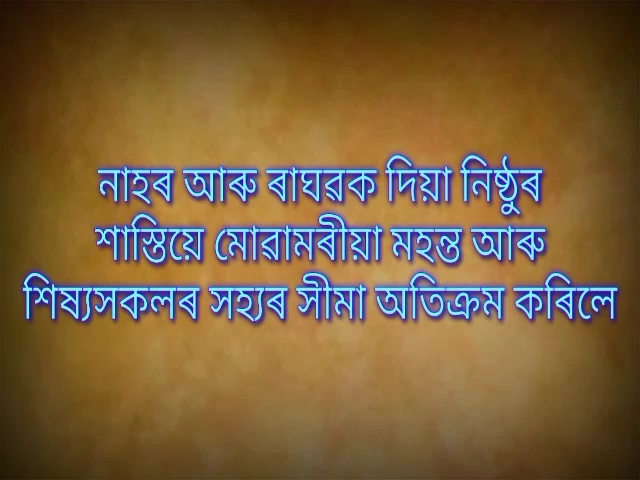 নাহৰ আৰু ৰাঘৱক দিয়া নিষ্ঠুৰ
শাস্তিয়ে মোৱামৰীয়া মহন্ত আৰু
শিষ্যসকলৰ সহ্যৰ সীমা অতিক্ৰম কৰিলে